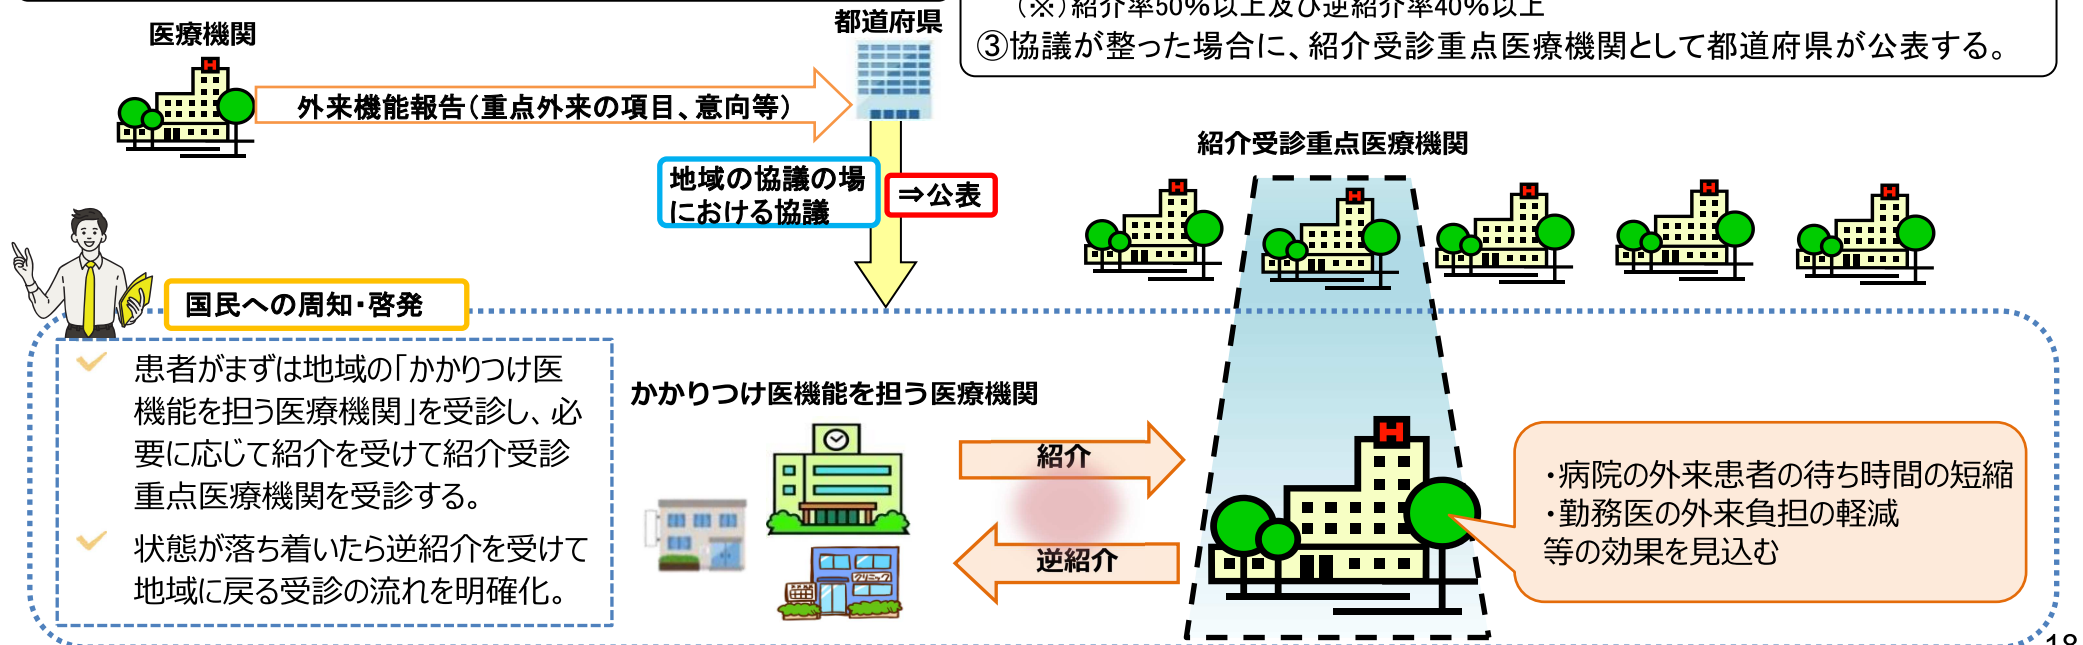 (※)紹介率50%以上及び逆紹介率40%以上
③協議が整った場合に、紹介受診重点医療機関として都道府県が公表する。
医療機関
都道府県
外来機能報告(重点外来の項目、意向等)
地域の協議の場
における協議
⇒公表
紹介受診重点医療機関
国民への周知・啓発
患者がまずは地域の「かかりつけ医
機能を担う医療機関」を受診し、必
要に応じて紹介を受けて紹介受診
重点医療機関を受診する。
状態が落ち着いたら逆紹介を受けて
地域に戻る受診の流れを明確化。
かかりつけ医機能を担う医療機関
クリニック
紹介
逆紹介
・病院の外来患者の待ち時間の短縮
・勤務医の外来負担の軽減
等の効果を見込む
18